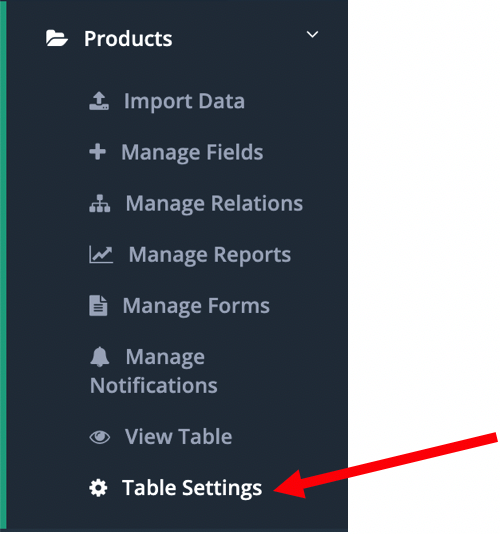 Products
Import Data
Manage Fields
Manage Relations
Manage Reports
Manage Forms
Manage
Notifications
View Table
Table Settings